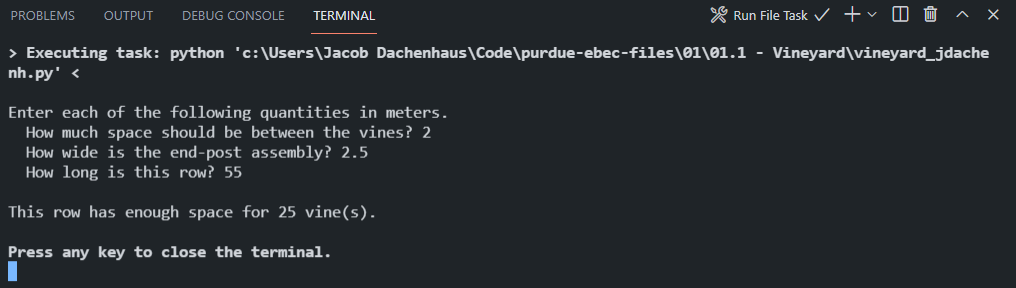 PROBLEMS OUTPUT DEBUG CONSOLE TERMINAL Run File Task
> Executing task: python 'c:\Users\Jacob Dachenhaus\Code\purdue-ebec-files\01\01.1 - Vineyard\vineyard_jdache
nh.py' <
Enter each of the following quantities in meters.
How much space should be between the vines? 2
How wide is the end-post assembly? 2.5
How long is this row? 55
This row has enough space for 25 vine(s).
Press any key to close the terminal.